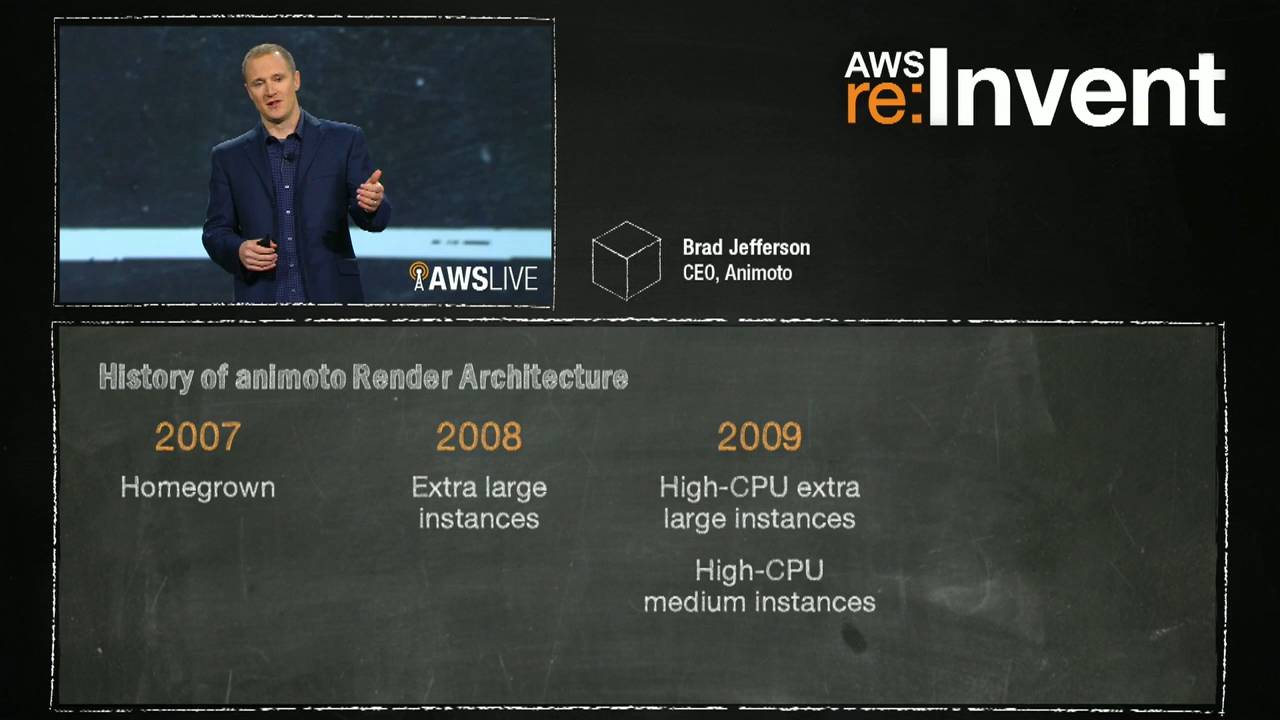 AWS
re:Invent
AWSLIVE
Brad Jefferson
CEO, Animoto
History of animoto Render Architecture
2007
Homegrown
2008
Extra large
instances
2009
High-CPU extra
large instances
High-CPU
medium instances